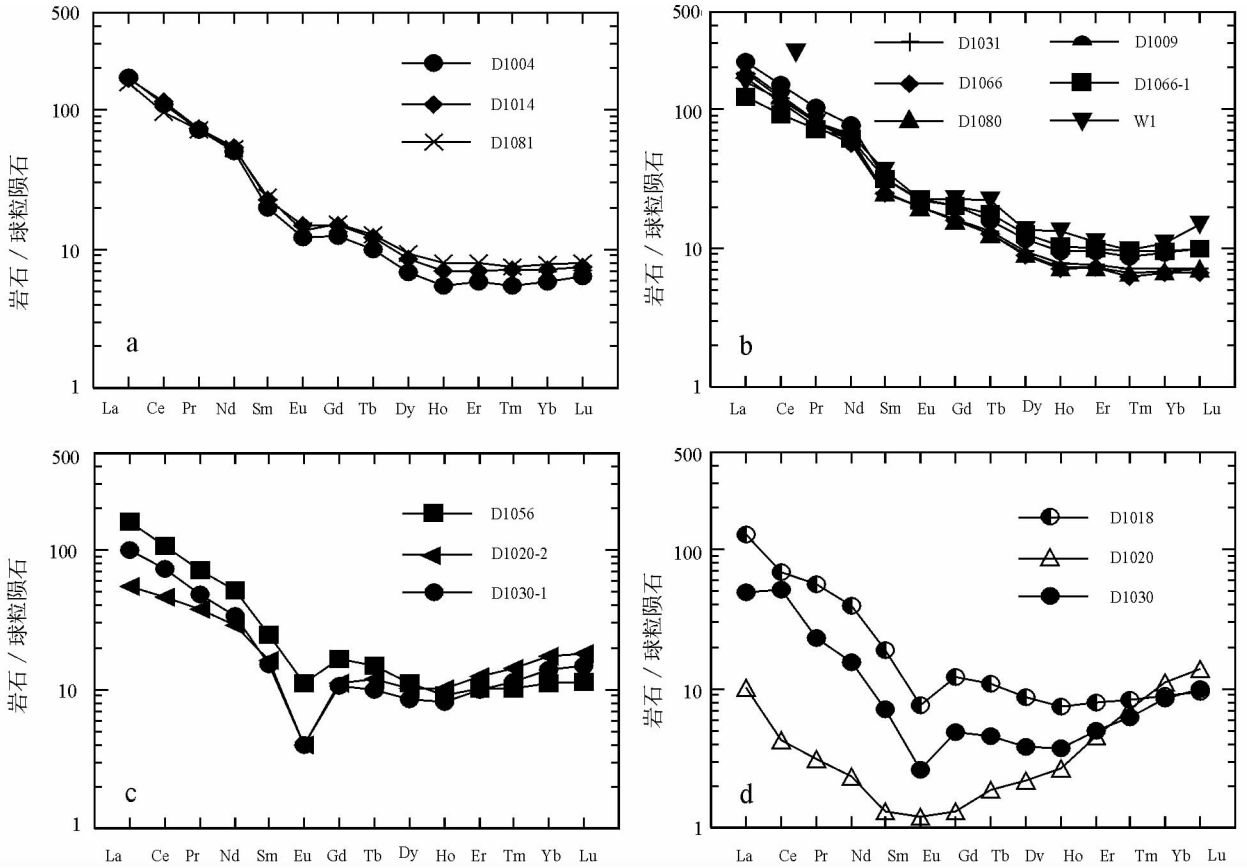 500
100
10
1
岩石 / 球粒陨石
D1004
D1014
D1081
a
La Ce Pr Nd Sm Eu Gd Tb Dy Ho Er Tm Yb Lu
500
100
10
1
岩石 / 球粒陨石
D1031 D1009
D1066 D1066-1
D1080 W1
b
La Ce Pr Nd Sm Eu Gd Tb Dy Ho Er Tm Yb Lu
500
100
10
1
岩石 / 球粒陨石
D1056
D1020-2
D1030-1
c
La Ce Pr Nd Sm Eu Gd Tb Dy Ho Er Tm Yb Lu
500
100
10
1
岩石 / 球粒陨石
D1018
D1020
D1030
d
La Ce Pr Nd Sm Eu Gd Tb Dv Ho Er Tm Yb Lu